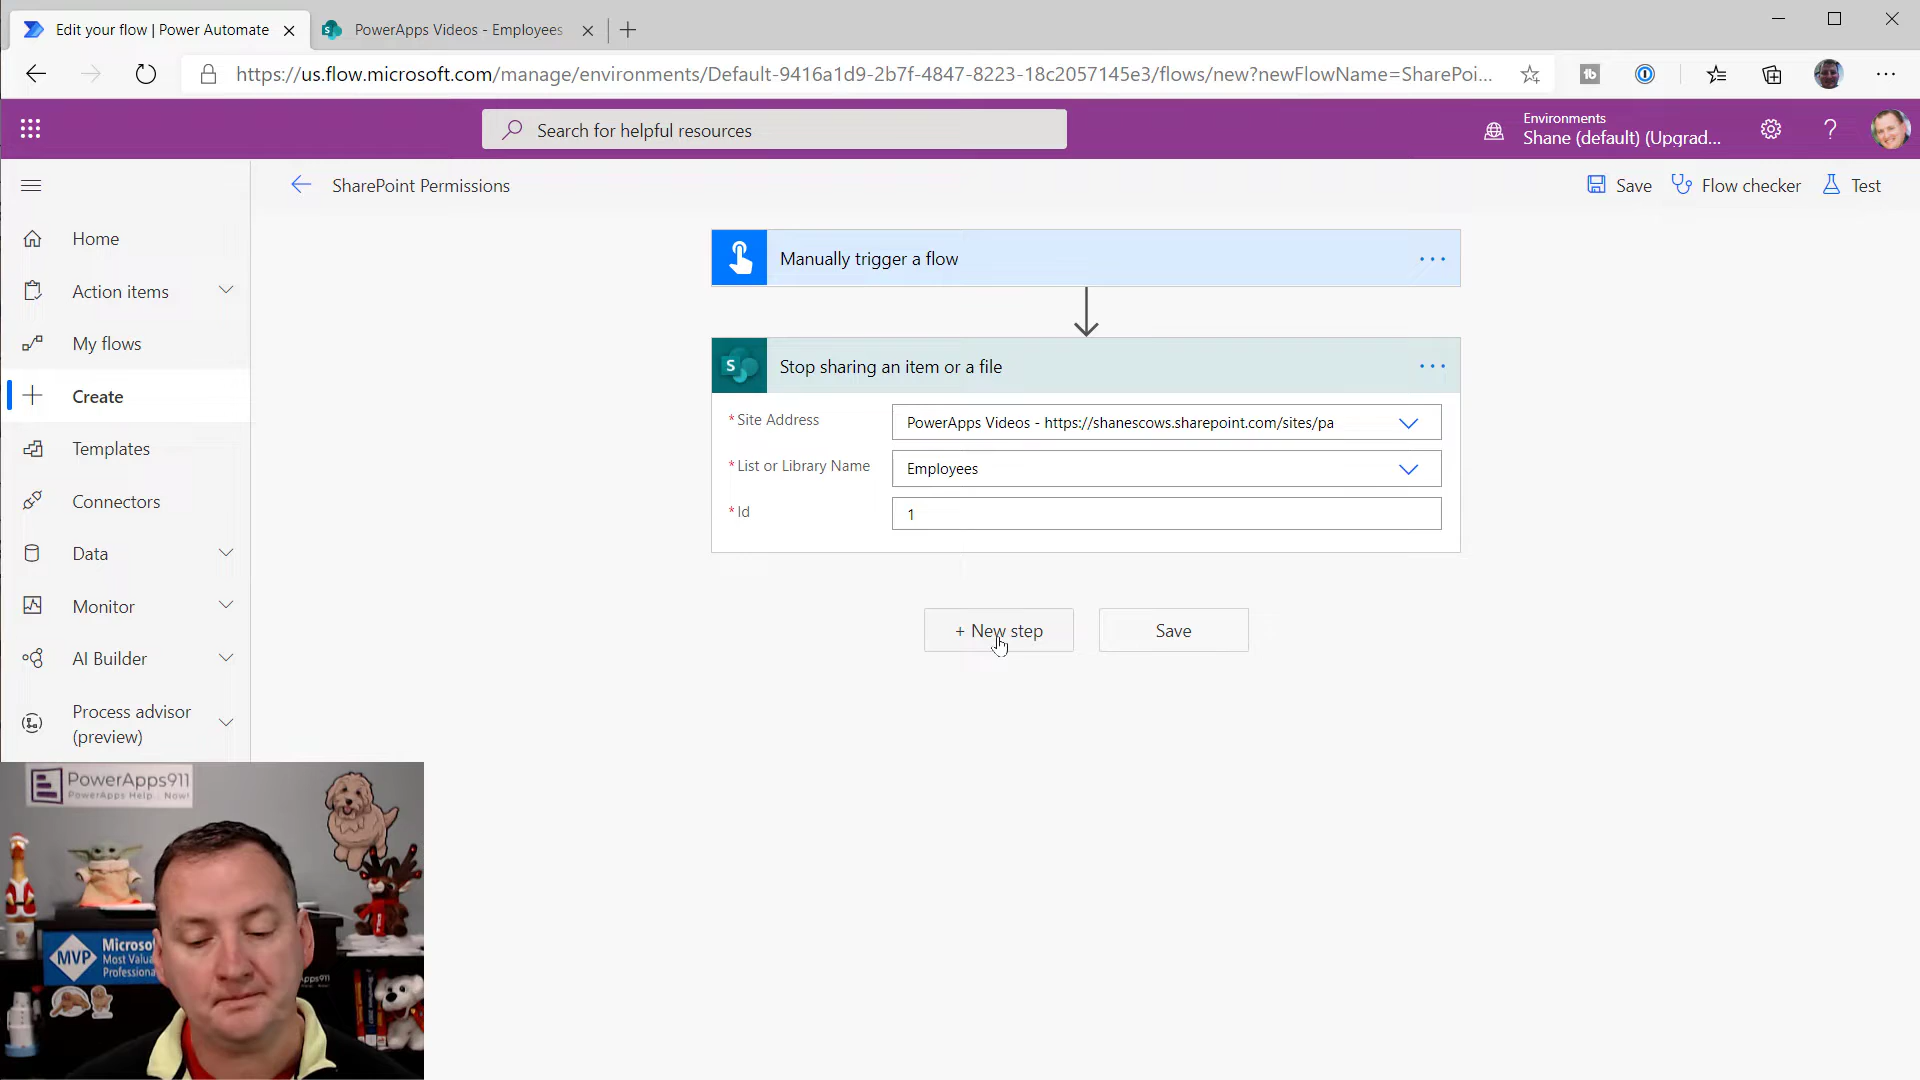 Edit your flow | Power Automate
PowerApps Videos - Employees
https://us.flow.microsoft.com/manage/environments/Default-9416a1d9-2b7f-4847-8223-18c2057145e3/flows/new?newFlowName=SharePoi...
Search for helpful resources
Environments
Shane (default) (Upgrad...
SharePoint Permissions
Save
Flow checker
Test
Home
Action items
My flows
Create
Templates
Connectors
Data
Monitor
AI Builder
Process advisor
(preview)
Manually trigger a flow
Stop sharing an item or a file
* Site Address
PowerApps Videos - https://shanescows.sharepoint.com/sites/pa
* List or Library Name
Employees
* Id
1
+ New step
Save
PowerApps911
PowerApps Help . Now!
MVP
Microso
Most Valua
Professiona